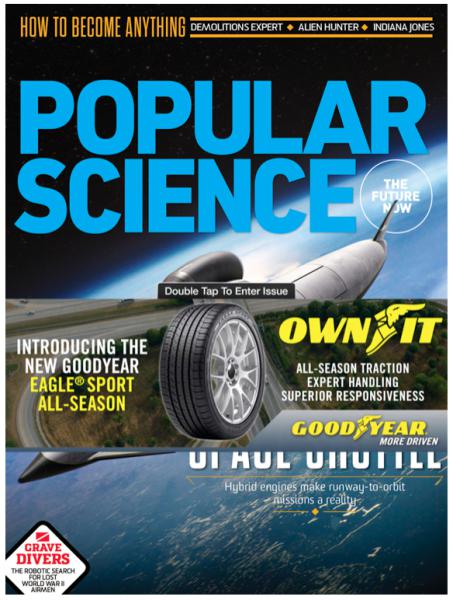 HOW TO BECOME ANYTHING
DEMOLITIONS EXPERT ◆ ALIEN HUNTER ◆ INDIANA JONES
POPULAR
SCIENCE
THE
FUTURE
NOW
Double Tap To Enter Issue
INTRODUCING THE
NEW GOODYEAR
EAGLE® SPORT
ALL-SEASON
OWN IT
ALL-SEASON TRACTION
EXPERT HANDLING
SUPERIOR RESPONSIVENESS
GOODYEAR
MORE DRIVEN
SPACE SHUTTLE
Hybrid engines make runway-to-orbit
missions a reality
GRAVE
DIVERS
THE ROBOTIC SEARCH
FOR LOST
WORLD WAR II
AIRMEN